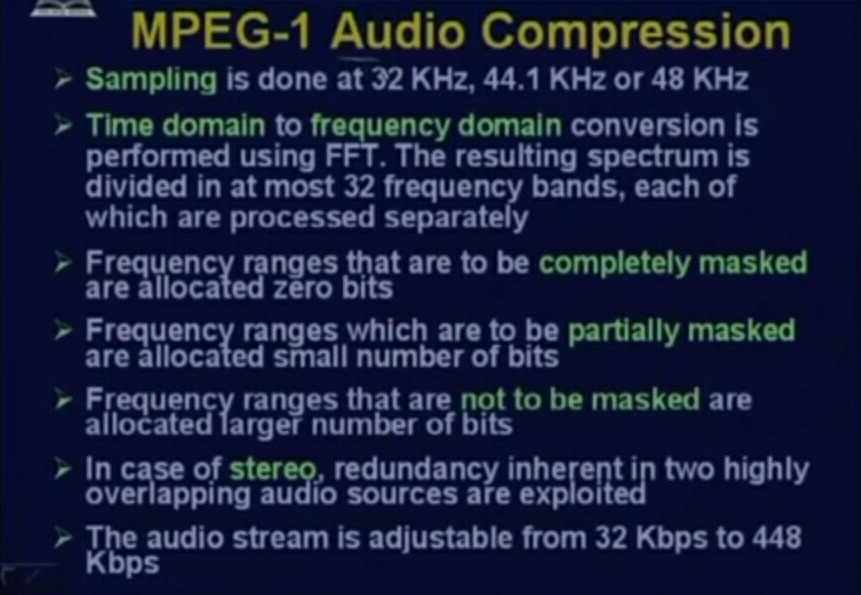 MPEG-1 Audio Compression
➢ Sampling is done at 32 KHz, 44.1 KHz or 48 KHz
➢ Time domain to frequency domain conversion is
performed using FFT. The resulting spectrum is
divided in at most 32 frequency bands, each of
which are processed separately
➢ Frequency ranges that are to be completely masked
are allocated zero bits
➢ Frequency ranges which are to be partially masked
are allocated small number of bits
➢ Frequency ranges that are not to be masked are
allocated larger number of bits
➢ In case of stereo, redundancy inherent in two highly
overlapping audio sources are exploited
➢ The audio stream is adjustable from 32 Kbps to 448
Kbps